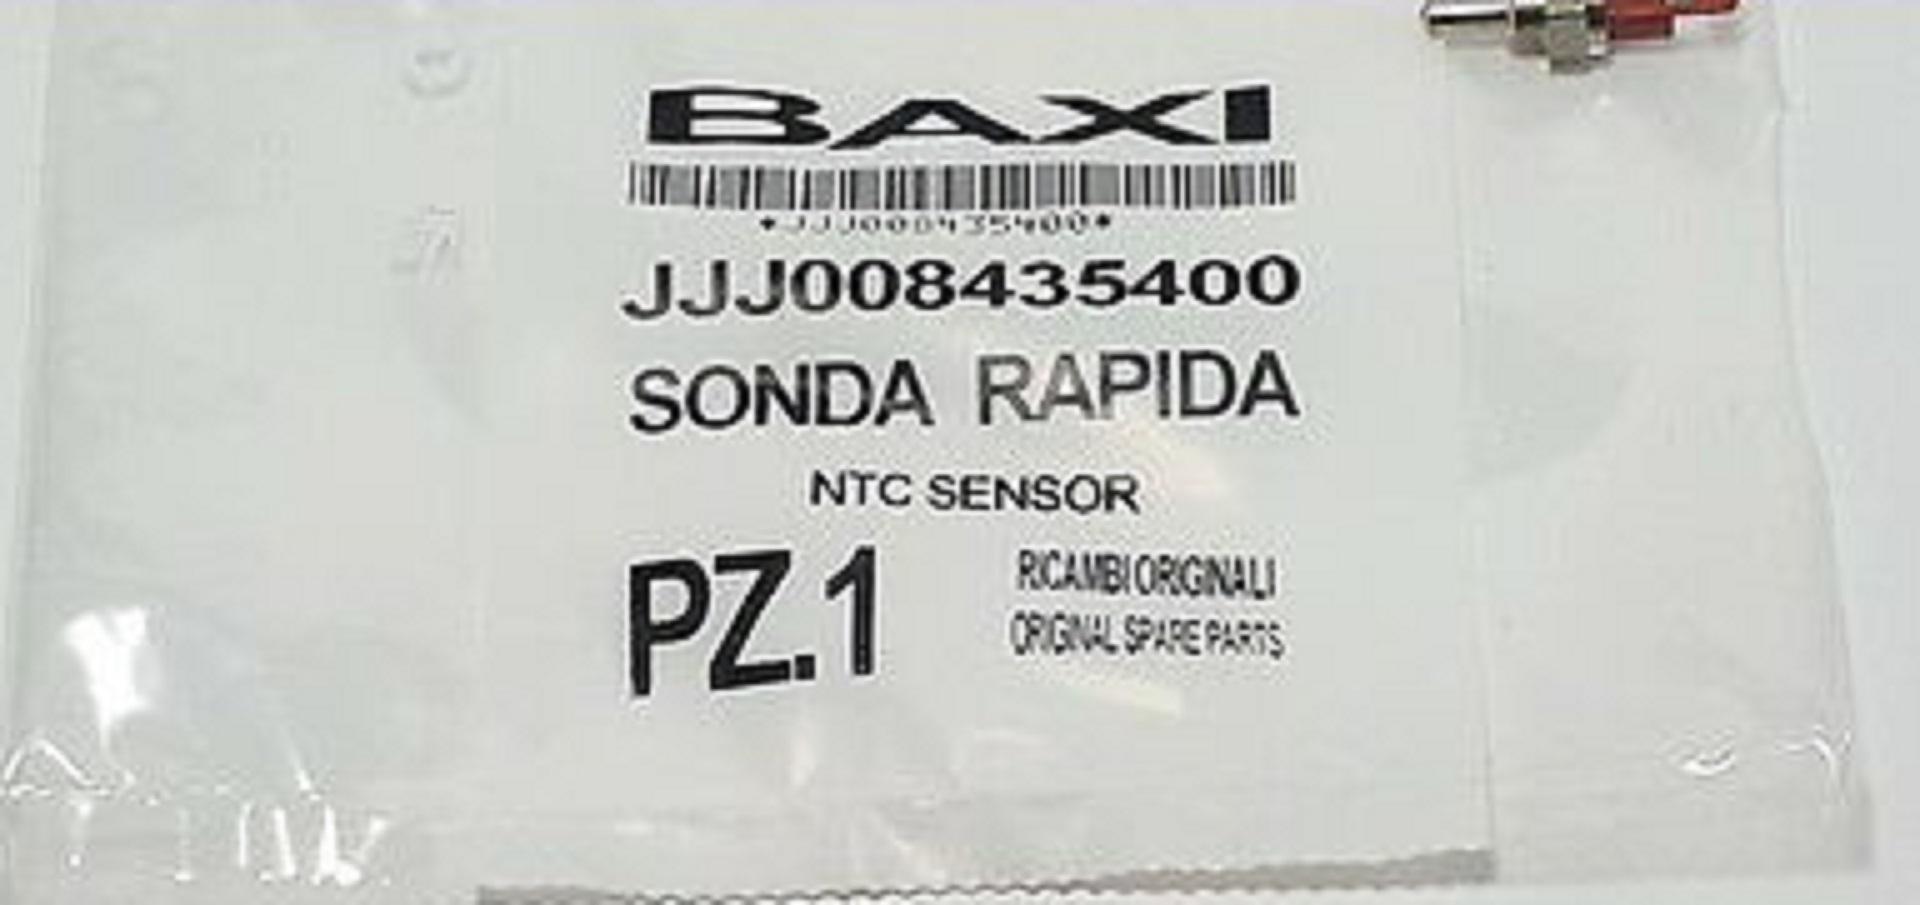 BAXI
*JJJ008435400*
JJJ008435400
SONDA RAPIDA
NTC SENSOR
PZ.1
RICAMBI ORIGINALI
ORIGINAL SPARE PARTS